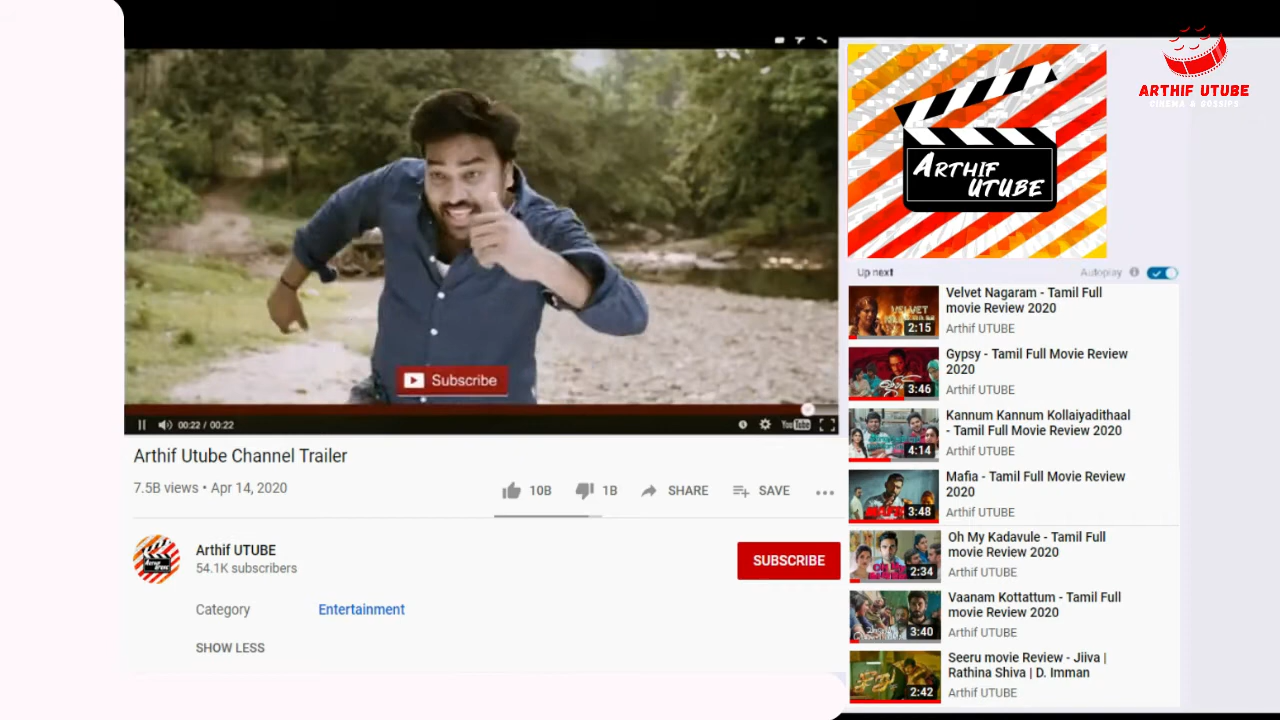 ARTHIF UTUBE
CINEMA & GOSSIPS
ARTHIF
UTUBE
Subscribe
00:22 / 00:22
YouTube
Arthif Utube Channel Trailer
7.5B views • Apr 14, 2020
10B
1B
SHARE
SAVE
Arthif UTUBE
54.1K subscribers
SUBSCRIBE
Category
Entertainment
SHOW LESS
Up next
Autoplay
VELVET
2:15
Velvet Nagaram - Tamil Full
movie Review 2020
Arthif UTUBE
3:46
Gypsy - Tamil Full Movie Review
2020
Arthif UTUBE
4:14
Kannum Kannum Kollaiyadithaal
- Tamil Full Movie Review 2020
Arthif UTUBE
3:48
Mafia - Tamil Full Movie Review
2020
Arthif UTUBE
2:34
Oh My Kadavule - Tamil Full
movie Review 2020
Arthif UTUBE
3:40
Vaanam Kottattum - Tamil Full
movie Review 2020
Arthif UTUBE
2:42
Seeru movie Review - Jiiva |
Rathina Shiva | D. Imman
Arthif UTUBE